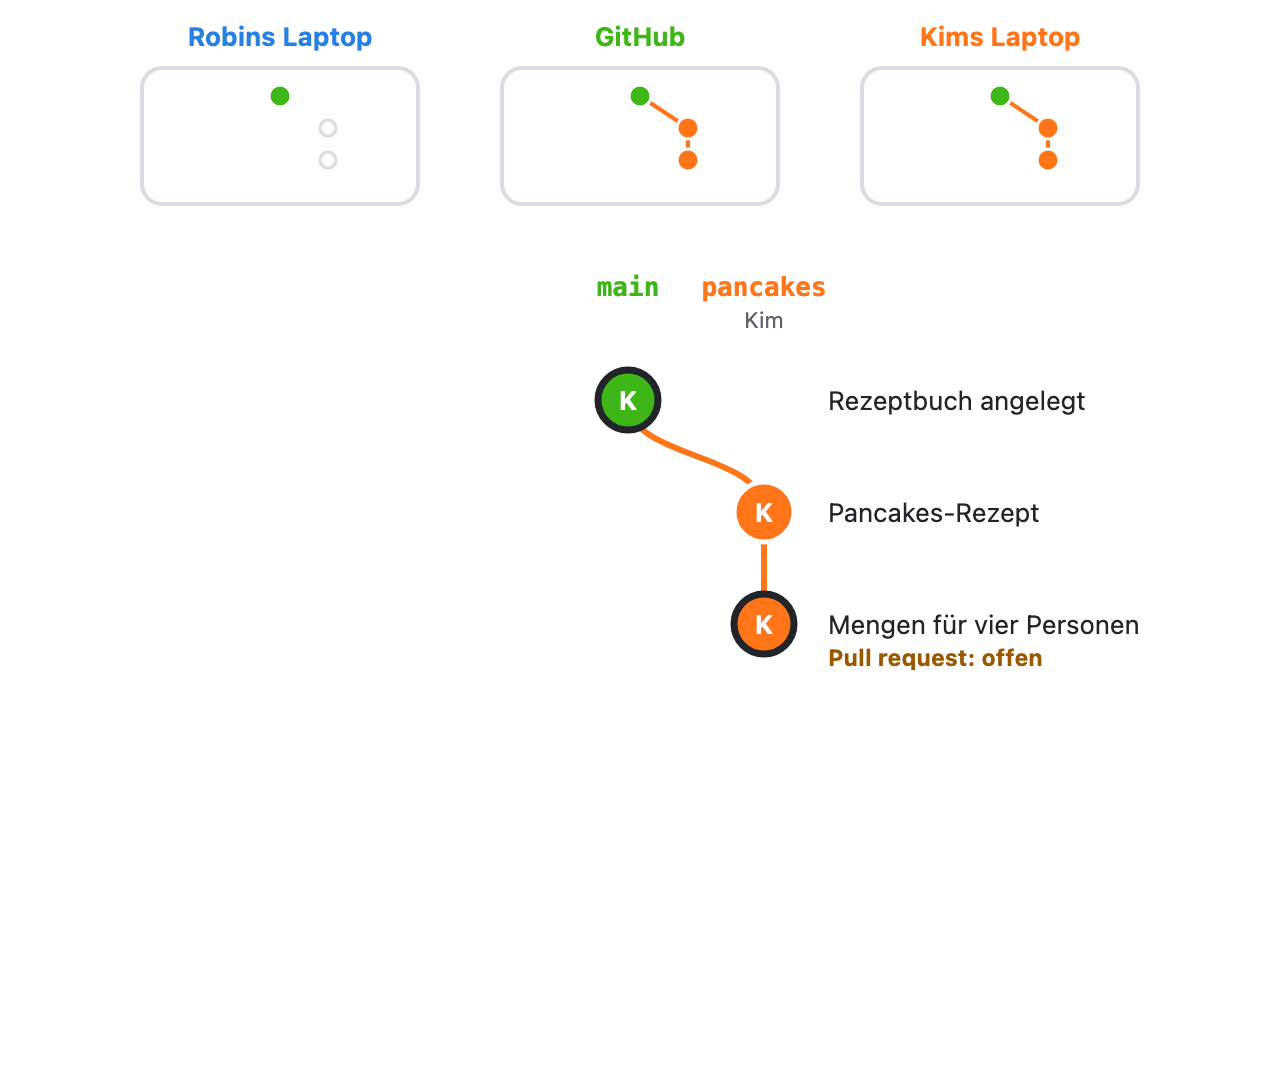 Robins Laptop
GitHub
Kims Laptop
main
pancakes
Kim
K
Rezeptbuch angelegt
K
Pancakes-Rezept
K
Mengen für vier Personen
Pull request: offen